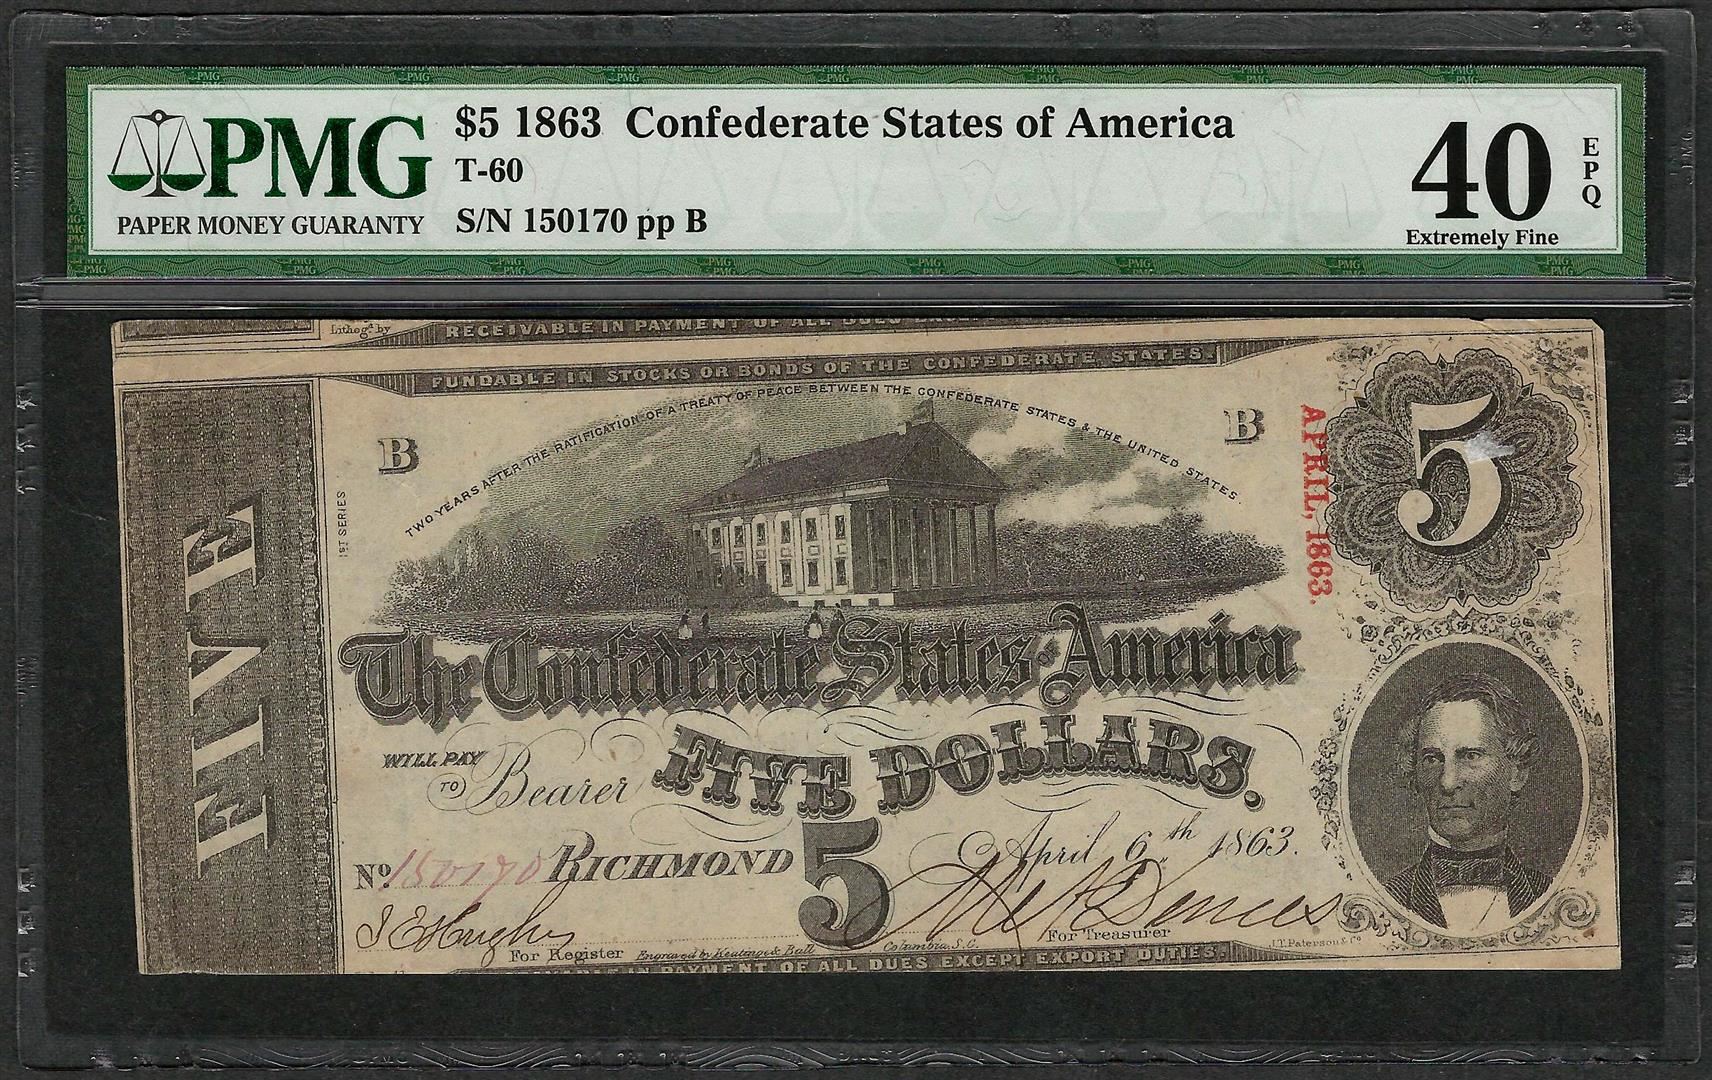 PMG
PAPER MONEY GUARANTY
$5 1863 Confederate States of America
T-60
S/N 150170 pp B
40
EPQ
Extremely Fine
Lithogd by
RECEIVABLE IN PAYMENT OF ALL DUES
FUNDABLE IN STOCKS OR BONDS OF THE CONFEDERATE STATES.
TWO YEARS AFTER THE RATIFICATION OF A TREATY OF PEACE BETWEEN THE CONFEDERATE STATES & THE UNITED STATES
B
B
5
APRIL, 1863.
1ST SERIES
FIVE
The Confederate States OF America
WILL PAY
TO Bearer
FIVE DOLLARS.
No. 150170 RICHMOND 5 April 6th 1863.
For Register
Engraved by Keatinge & Ball Columbia, S.C.
For Treasurer
J.T. Paterson & Co
IN PAYMENT OF ALL DUES EXCEPT EXPORT DUTIES.
PMG